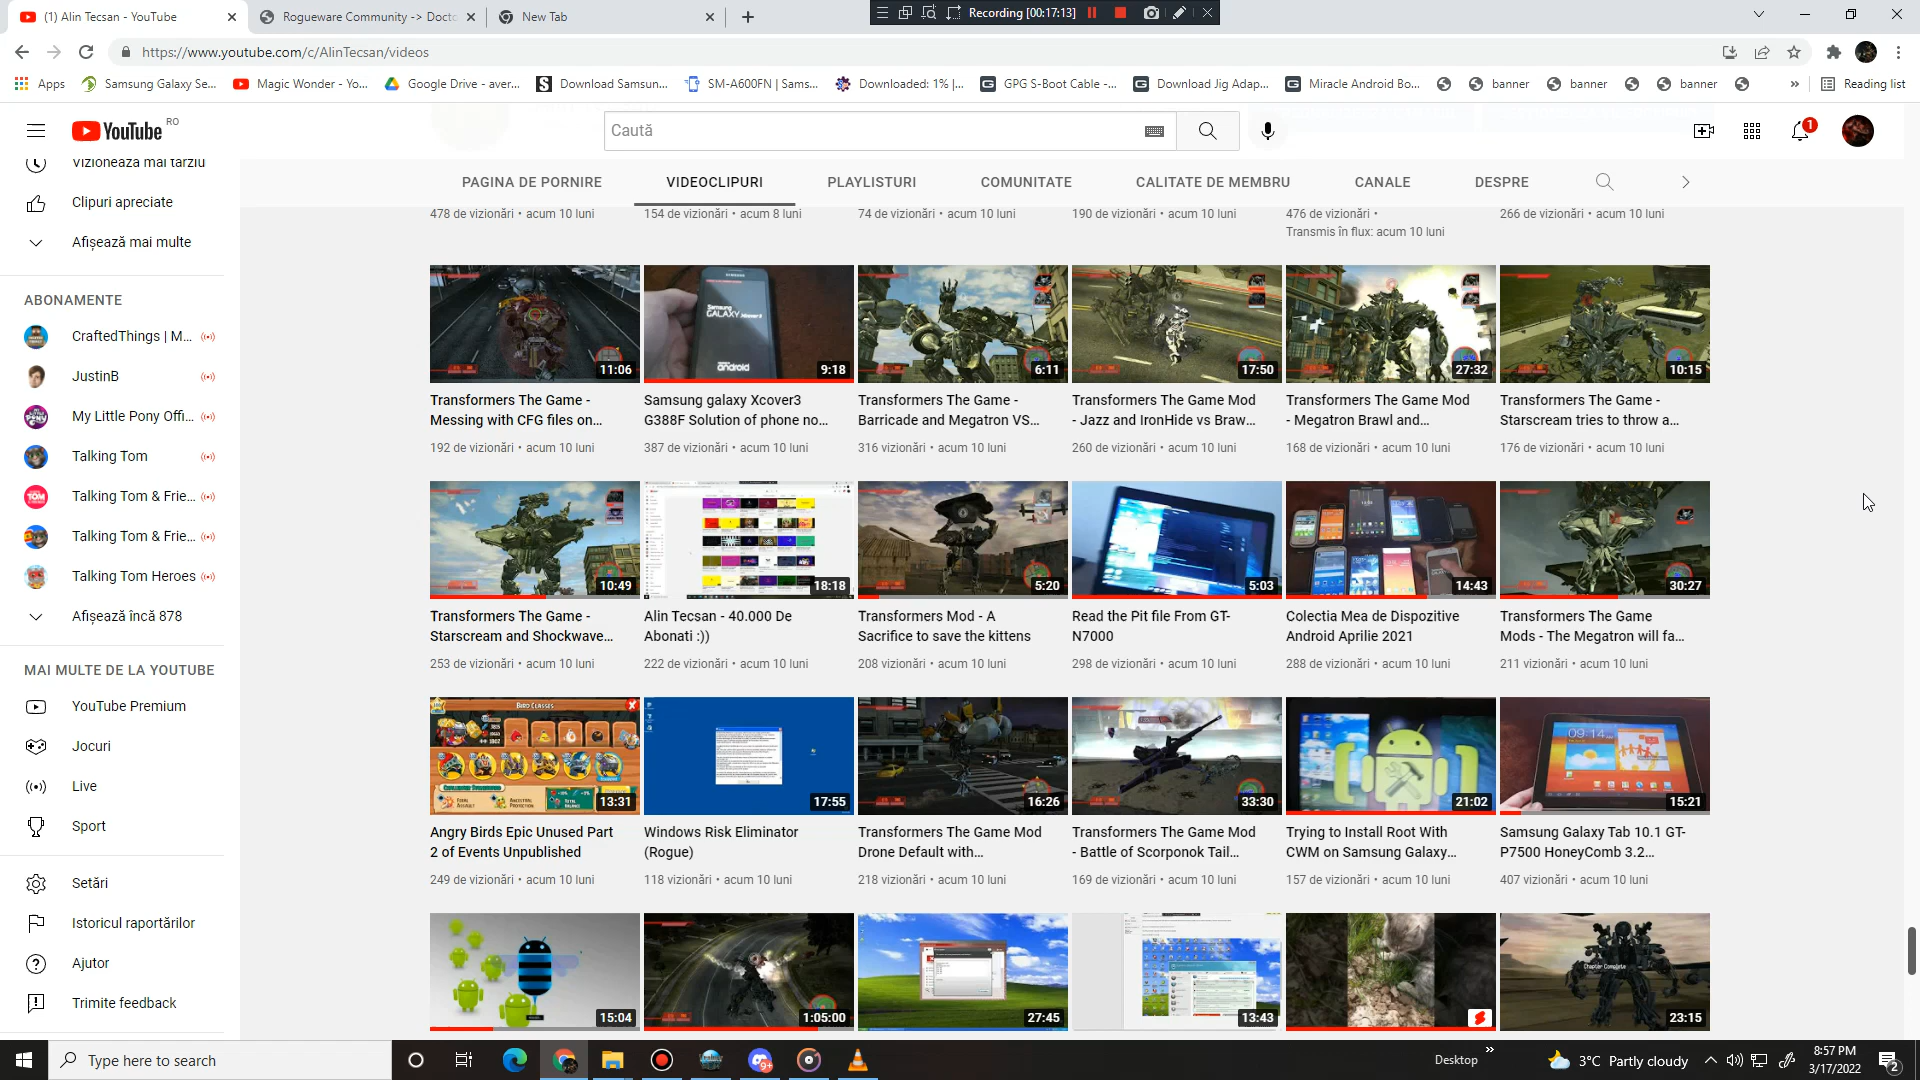 (1) Alin Tecsan - YouTube
Rogueware Community -> Docto
New Tab
Recording [00:17:13]
https://www.youtube.com/c/AlinTecsan/videos
Apps
Samsung Galaxy Se...
Magic Wonder - Yo...
Google Drive - aver...
Download Samsun...
SM-A600FN | Sams...
Downloaded: 1% |...
GPG S-Boot Cable -...
Download Jig Adap...
Miracle Android Bo...
banner
banner
banner
»
Reading list
YouTube RO
Caută
1
Vizionează mai târziu
Clipuri apreciate
Afișează mai multe
ABONAMENTE
CraftedThings | M...
JustinB
My Little Pony Offi...
Talking Tom
Talking Tom & Frie...
Talking Tom & Frie...
Talking Tom Heroes
Afișează încă 878
MAI MULTE DE LA YOUTUBE
YouTube Premium
Jocuri
Live
Sport
Setări
Istoricul raportărilor
Ajutor
Trimite feedback
PAGINA DE PORNIRE
VIDEOCLIPURI
PLAYLISTURI
COMUNITATE
CALITATE DE MEMBRU
CANALE
DESPRE
478 de vizionări • acum 10 luni
154 de vizionări • acum 8 luni
74 de vizionări • acum 10 luni
190 de vizionări • acum 10 luni
476 de vizionări •
Transmis în flux: acum 10 luni
266 de vizionări • acum 10 luni
11:06
Samsung
GALAXY Xcover 3
android
9:18
6:11
17:50
27:32
10:15
Transformers The Game -
Messing with CFG files on...
192 de vizionări • acum 10 luni
Samsung galaxy Xcover3
G388F Solution of phone no...
387 de vizionări • acum 10 luni
Transformers The Game -
Barricade and Megatron VS...
316 vizionări • acum 10 luni
Transformers The Game Mod
- Jazz and IronHide vs Braw...
260 de vizionări • acum 10 luni
Transformers The Game Mod
- Megatron Brawl and...
168 de vizionări • acum 10 luni
Transformers The Game -
Starscream tries to throw a...
176 de vizionări • acum 10 luni
10:49
18:18
5:20
5:03
14:43
30:27
Transformers The Game -
Starscream and Shockwave...
253 de vizionări • acum 10 luni
Alin Tecsan - 40.000 De
Abonati :))
222 de vizionări • acum 10 luni
Transformers Mod - A
Sacrifice to save the kittens
208 vizionări • acum 10 luni
Read the Pit file From GT-
N7000
298 de vizionări • acum 10 luni
Colectia Mea de Dispozitive
Android Aprilie 2021
288 de vizionări • acum 10 luni
Transformers The Game
Mods - The Megatron will fa...
211 vizionări • acum 10 luni
BIRD CLASSES
13:31
17:55
16:26
33:30
21:02
09:14
15:21
Angry Birds Epic Unused Part
2 of Events Unpublished
249 de vizionări • acum 10 luni
Windows Risk Eliminator
(Rogue)
118 vizionări • acum 10 luni
Transformers The Game Mod
Drone Default with...
218 vizionări • acum 10 luni
Transformers The Game Mod
- Battle of Scorponok Tail...
169 de vizionări • acum 10 luni
Trying to Install Root With
CWM on Samsung Galaxy...
157 de vizionări • acum 10 luni
Samsung Galaxy Tab 10.1 GT-
P7500 HoneyComb 3.2...
407 vizionări • acum 10 luni
15:04
1:05:00
27:45
13:43
Chapter Complete
23:15
Type here to search
9+
Desktop
»
3°C Partly cloudy
8:57 PM
3/17/2022
2